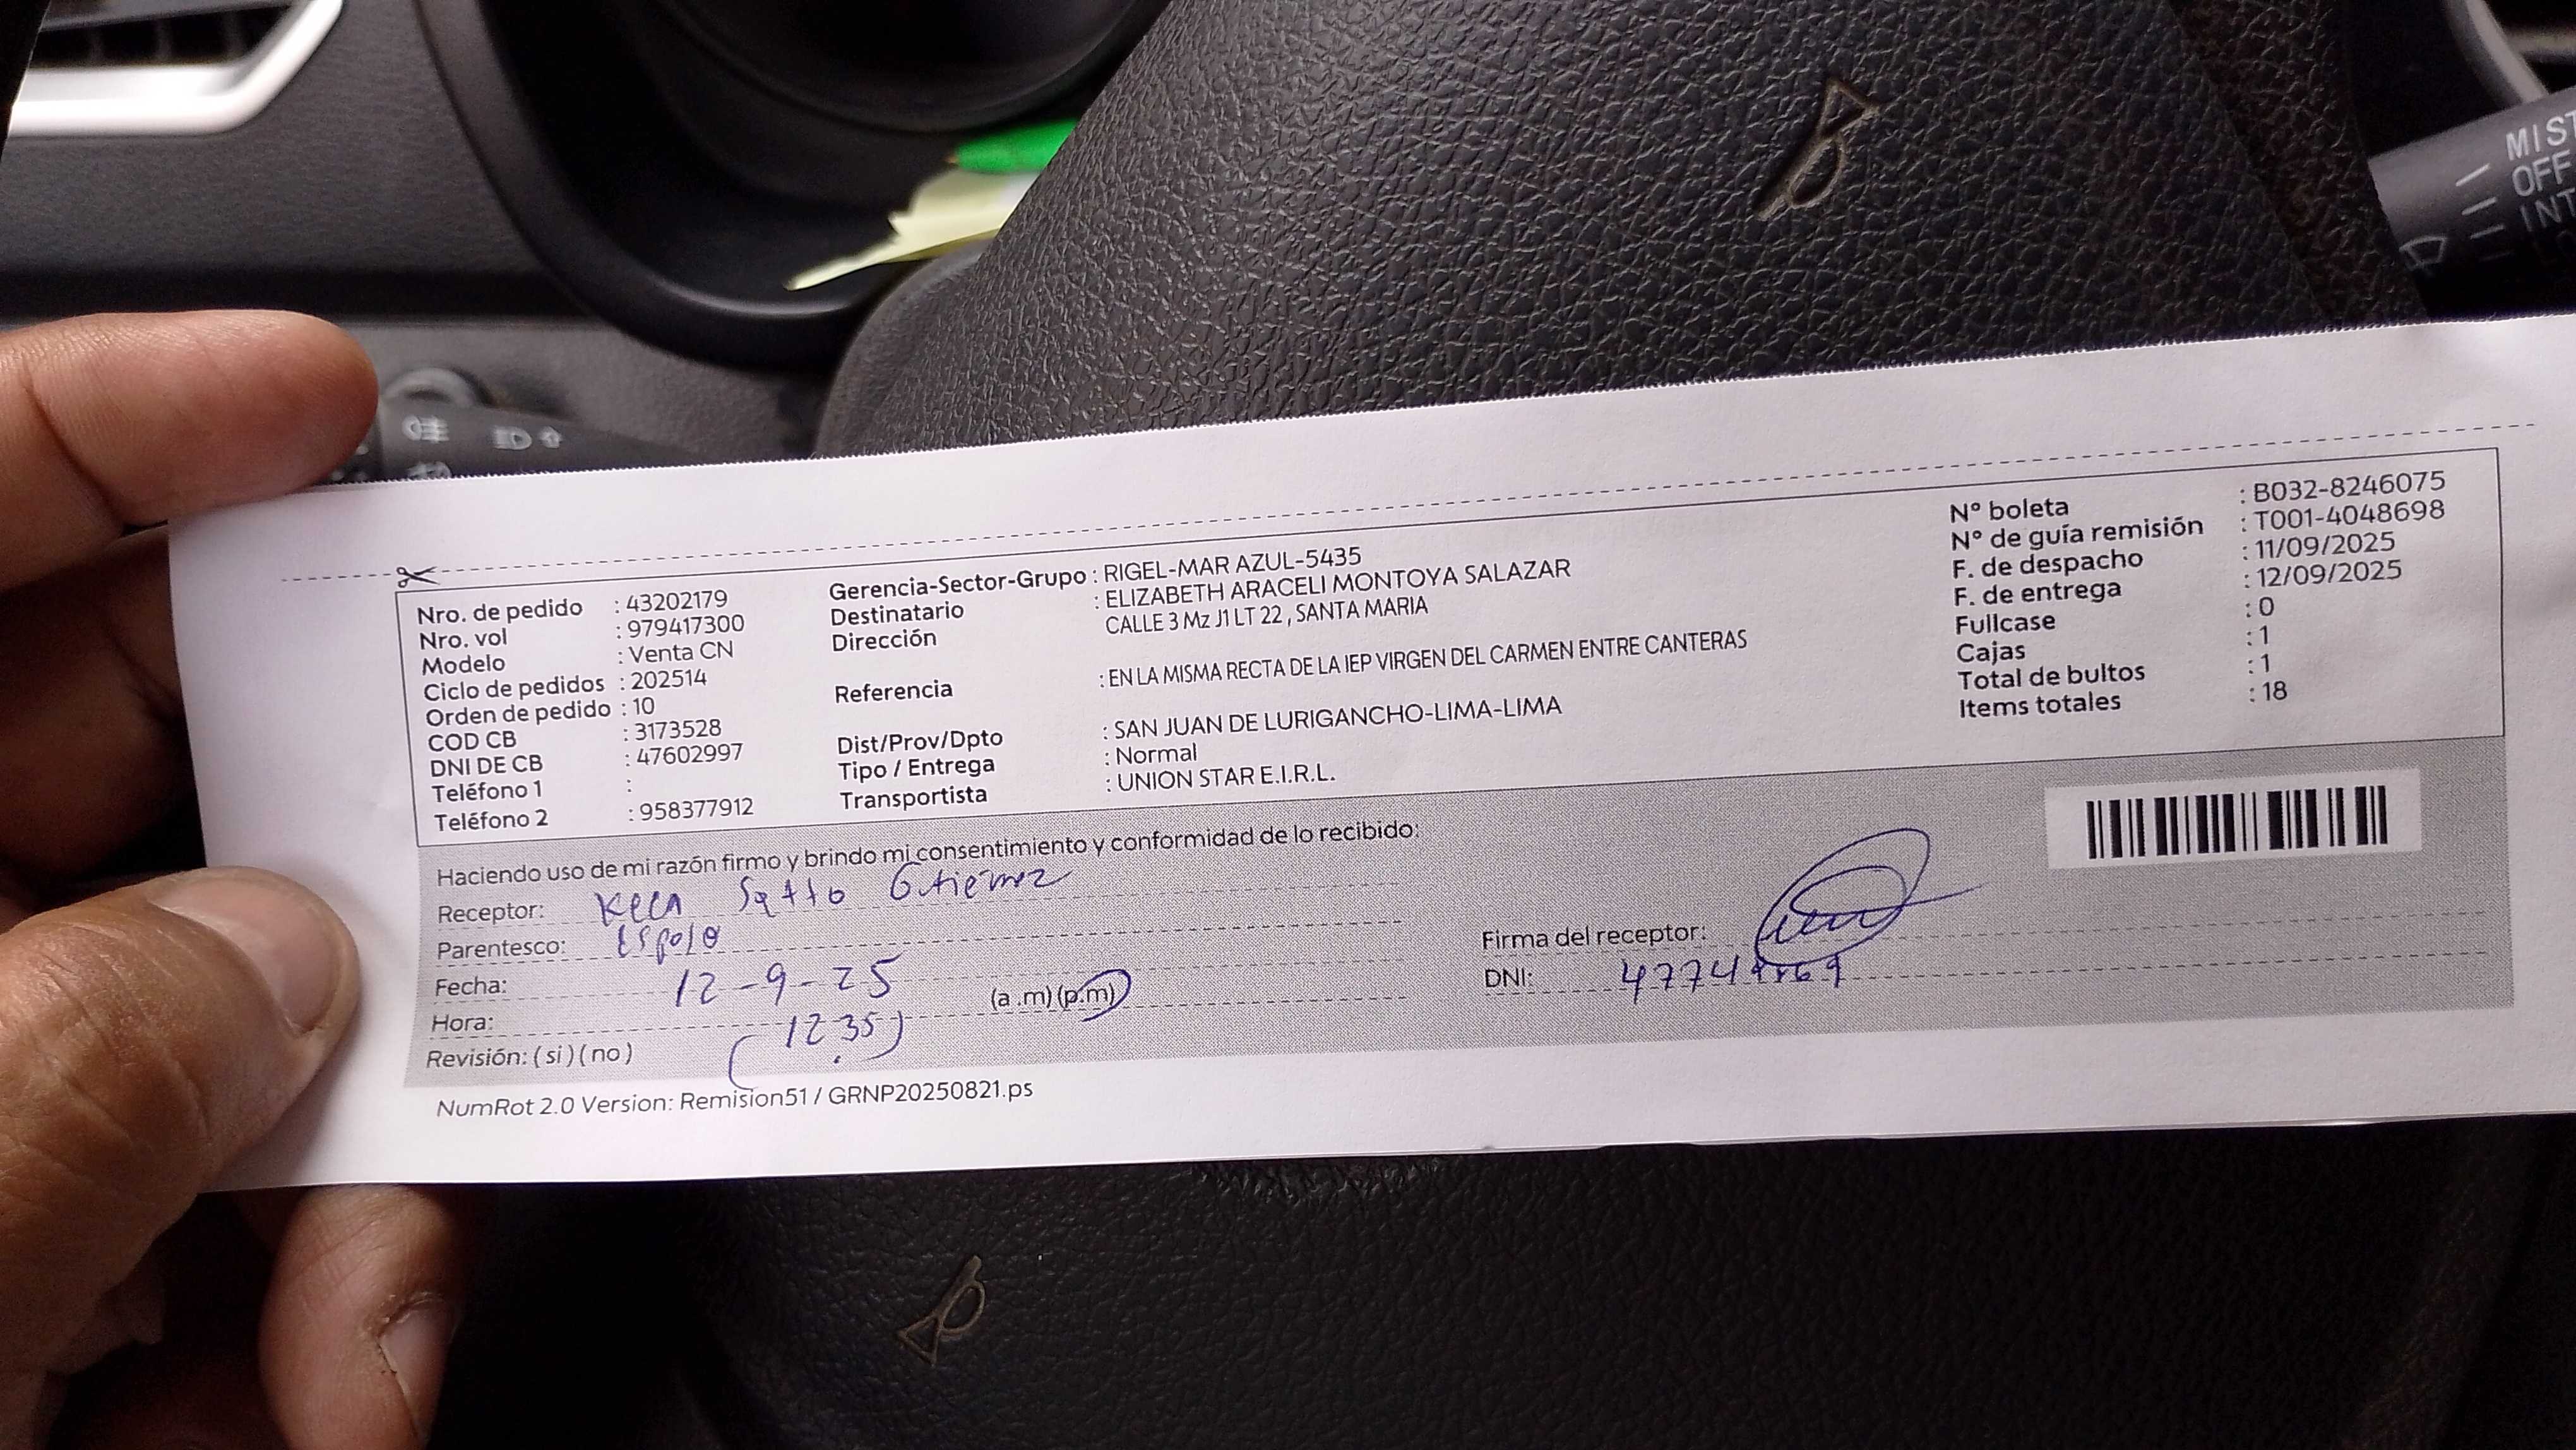 MIST
OFF
INT
Nro. de pedido : 43202179
Nro. vol : 979417300
Modelo : Venta CN
Ciclo de pedidos : 202514
Orden de pedido : 10
COD CB : 3173528
DNI DE CB : 47602997
Teléfono 1 :
Teléfono 2 : 958377912
Gerencia-Sector-Grupo : RIGEL-MAR AZUL-5435
Destinatario : ELIZABETH ARACELI MONTOYA SALAZAR
Dirección CALLE 3 Mz J1 LT 22 , SANTA MARIA
Referencia : EN LA MISMA RECTA DE LA IEP VIRGEN DEL CARMEN ENTRE CANTERAS
Dist/Prov/Dpto : SAN JUAN DE LURIGANCHO-LIMA-LIMA
Tipo / Entrega : Normal
Transportista : UNION STAR E.I.R.L.
N° boleta : B032-8246075
N° de guía remisión : T001-4048698
F. de despacho : 11/09/2025
F. de entrega : 12/09/2025
Fullcase : 0
Cajas : 1
Total de bultos : 1
Items totales : 18
Haciendo uso de mi razón firmo y brindo mi consentimiento y conformidad de lo recibido:
Receptor:
Parentesco: Esposo
Fecha: 12-9-25
Hora: (12 35) (a .m) (p.m)
Revisión: ( si ) ( no )
Firma del receptor:
DNI:
NumRot 2.0 Version: Remision51 / GRNP20250821.ps